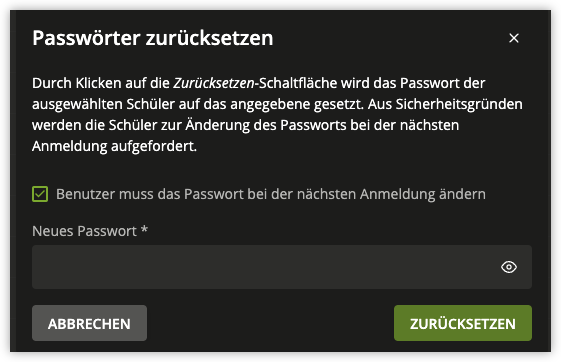 Passwörter zurücksetzen
Durch Klicken auf die Zurücksetzen-Schaltfläche wird das Passwort der
ausgewählten Schüler auf das angegebene gesetzt. Aus Sicherheitsgründen
werden die Schüler zur Änderung des Passworts bei der nächsten
Anmeldung aufgefordert.
Benutzer muss das Passwort bei der nächsten Anmeldung ändern
Neues Passwort *
ABBRECHEN
ZURÜCKSETZEN